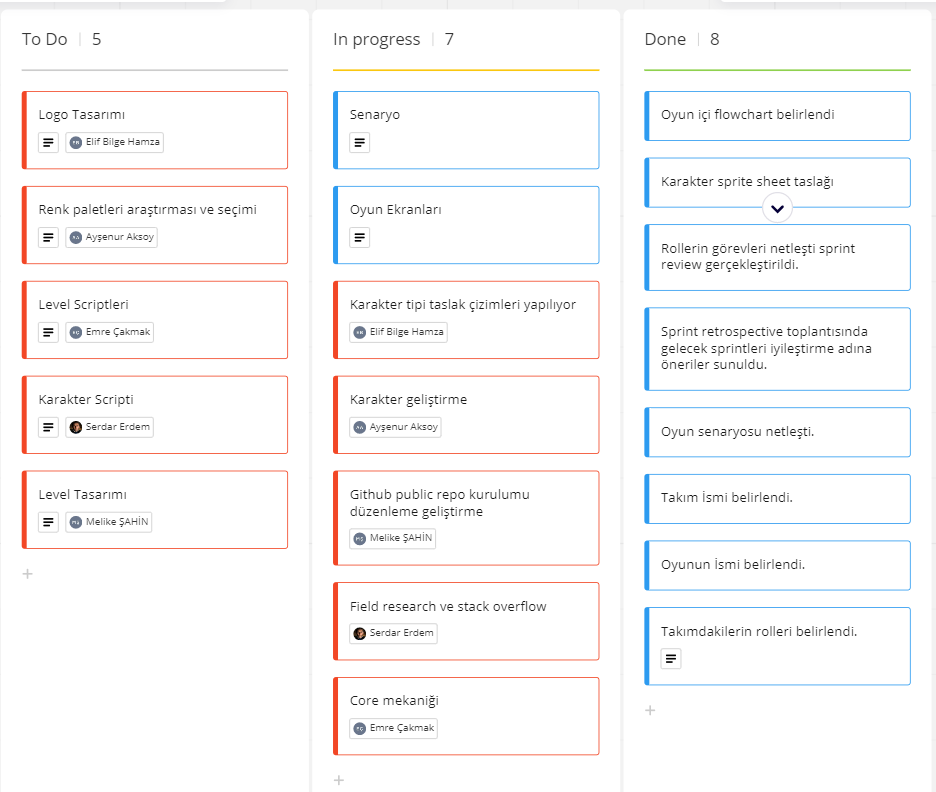 To Do 5
Logo Tasarımı
Elif Bilge Hamza
Renk paletleri araştırması ve seçimi
Ayşenur Aksoy
Level Scriptleri
Emre Çakmak
Karakter Scripti
Serdar Erdem
Level Tasarımı
Melike ŞAHİN
In progress 7
Senaryo
Oyun Ekranları
Karakter tipi taslak çizimleri yapılıyor
Elif Bilge Hamza
Karakter geliştirme
Ayşenur Aksoy
Github public repo kurulumu
düzenleme geliştirme
Melike ŞAHİN
Field research ve stack overflow
Serdar Erdem
Core mekaniği
Emre Çakmak
Done 8
Oyun içi flowchart belirlendi
Karakter sprite sheet taslağı
Rollerin görevleri netleşti sprint
review gerçekleştirildi.
Sprint retrospective toplantısında
gelecek sprintleri iyileştirme adına
öneriler sunuldu.
Oyun senaryosu netleşti.
Takım İsmi belirlendi.
Oyunun İsmi belirlendi.
Takımdakilerin rolleri belirlendi.